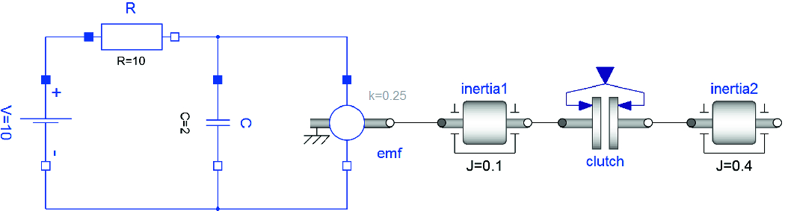 R
R=10
+
V=10
-
C=2
C
k=0.25
emf
inertia1
J=0.1
clutch
inertia2
J=0.4